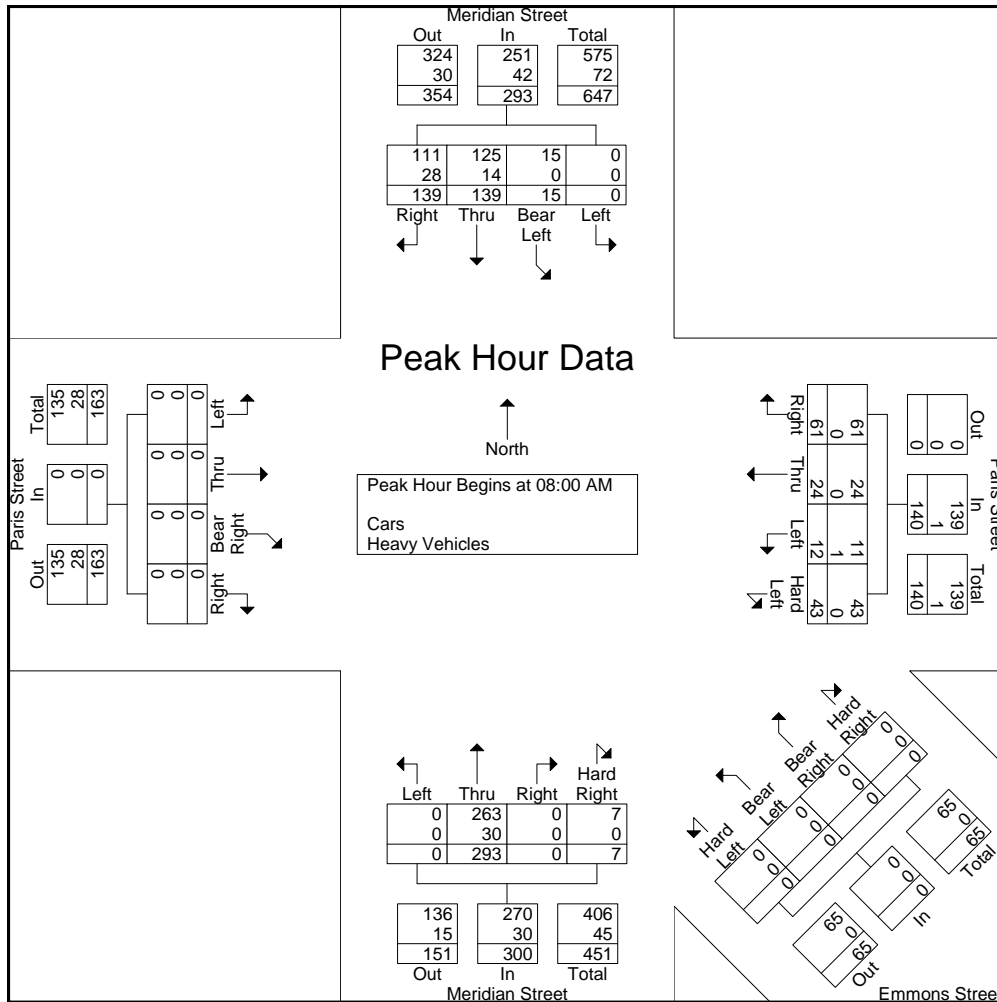 Meridian Street
Out In Total
324 251 575
30 42 72
354 293 647
111 125 15 0
28 14 0 0
139 139 15 0
Right Thru Bear Left Left
Peak Hour Data
North
Peak Hour Begins at 08:00 AM
Cars
Heavy Vehicles
Paris Street
Total In Out
135 0 135
28 0 28
163 0 163
Left Thru Bear Right Right
0 0 0 0
0 0 0 0
0 0 0 0
Right Thru Left Hard Left
61 24 11 43
0 0 1 0
61 24 12 43
Paris Street
Out In Total
0 139 139
0 1 1
0 140 140
Left Thru Right Hard
Right
0 263 0 7
0 30 0 0
0 293 0 7
136 270 406
15 30 45
151 300 451
Out In Total
Meridian Street
Hard Left
Bear Left
Bear Right
Hard Right
0 0 0 0
0 0 0 0
0 0 0 0
65 0 65
0 0 0
65 0 65
Out In Total
Emmons Stree